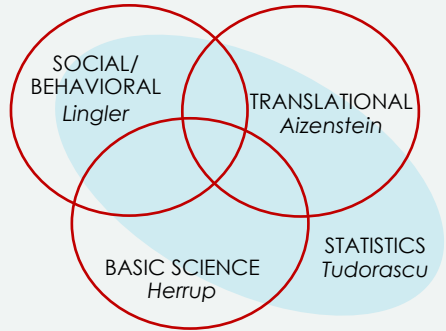 SOCIAL/
BEHAVIORAL
Lingler
TRANSLATIONAL
Aizenstein
BASIC SCIENCE
Herrup
STATISTICS
Tudorascu